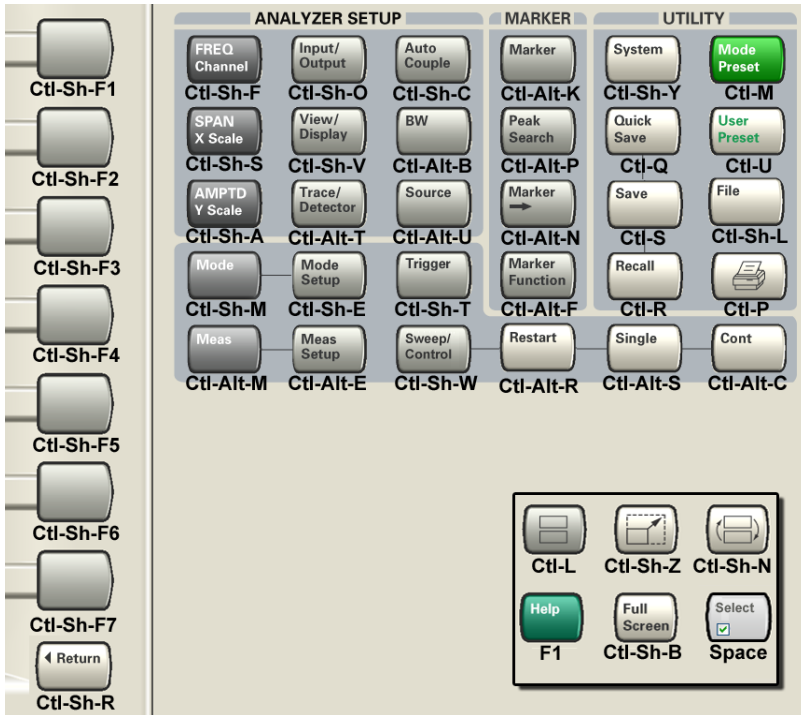 ANALYZER SETUP MARKER UTILITY
FREQ Channel
Input/ Output
Auto Couple
Marker
System
Mode Preset
Ctl-Sh-F1
Ctl-Sh-F Ctl-Sh-O Ctl-Sh-C Ctl-Alt-K Ctl-Sh-Y Ctl-M
SPAN X Scale
View/ Display
BW
Peak Search
Quick Save
User Preset
Ctl-Sh-F2
Ctl-Sh-S Ctl-Sh-V Ctl-Alt-B Ctl-Alt-P Ctl-Q Ctl-U
AMPTD Y Scale
Trace/ Detector
Source
Marker
Save
File
Ctl-Sh-A Ctl-Alt-T Ctl-Alt-U Ctl-Alt-N Ctl-S Ctl-Sh-L
Ctl-Sh-F3
Mode
Mode Setup
Trigger
Marker Function
Recall
Ctl-Sh-M Ctl-Sh-E Ctl-Sh-T Ctl-Alt-F Ctl-R Ctl-P
Ctl-Sh-F4
Meas
Meas Setup
Sweep/ Control
Restart
Single
Cont
Ctl-Alt-M Ctl-Alt-E Ctl-Sh-W Ctl-Alt-R Ctl-Alt-S Ctl-Alt-C
Ctl-Sh-F5
Ctl-Sh-F6
Ctl-L Ctl-Sh-Z Ctl-Sh-N
Help
Full Screen
Select
Ctl-Sh-F7
F1 Ctl-Sh-B Space
Return
Ctl-Sh-R